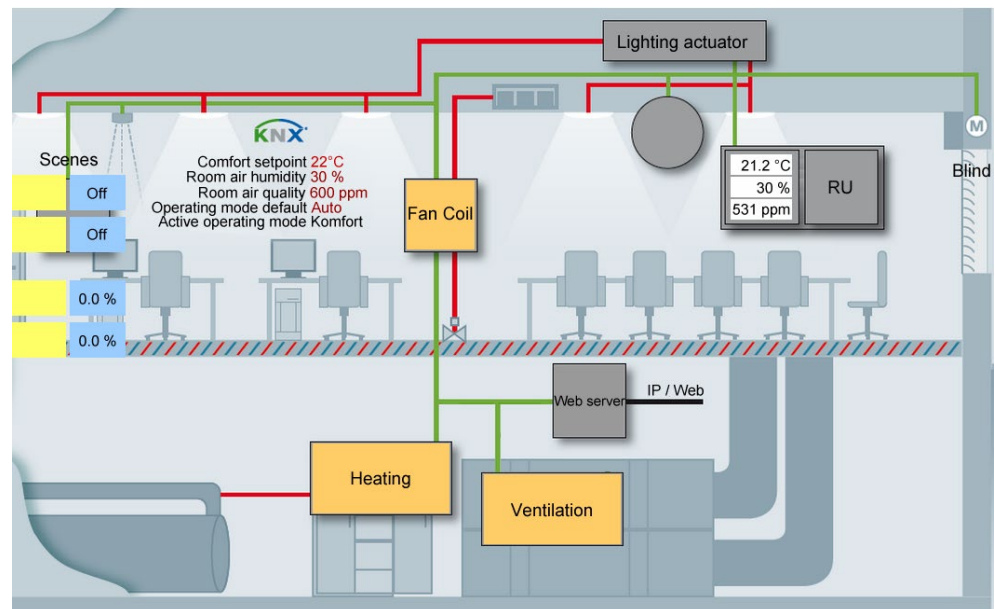 Lighting actuator
KNX
M
Scenes
Comfort setpoint 22°C
Room air humidity 30 %
Room air quality 600 ppm
Operating mode default Auto
Active operating mode Komfort
21.2 °C
30 %
531 ppm
RU
Blind
Off
Off
Fan Coil
0.0 %
0.0 %
Web server
IP / Web
Heating
Ventilation